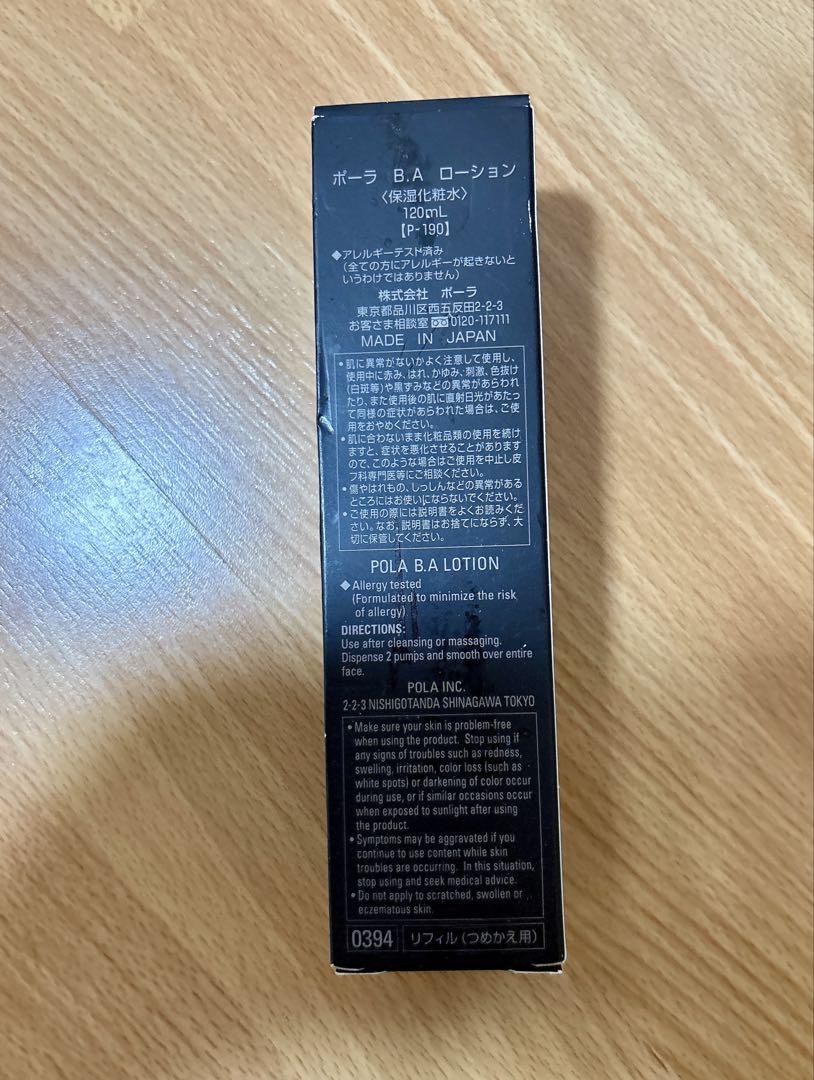 ポーラ B.A ローション
〈保湿化粧水〉
120mL
【P-190】
◆アレルギーテスト済み
(全ての方にアレルギーが起きないと
いうわけではありません)
株式会社 ポーラ
東京都品川区西五反田2-2-3
お客さま相談室 0120-117111
MADE IN JAPAN
• 肌に異常がないかよく注意して使用し、
使用中に赤み、はれ、かゆみ、刺激、色抜け
(白斑等)や黒ずみなどの異常があらわれ
たり、また使用後の肌に直射日光があたっ
て同様の症状があらわれた場合は、ご使
用をおやめください。
• 肌に合わないまま化粧品類の使用を続け
ますと、症状を悪化させることがあります
ので、このような場合はご使用を中止し皮
フ科専門医等にご相談ください。
• 傷やはれもの、しっしんなどの異常がある
ところにはお使いにならないでください。
• ご使用の際には説明書をよくお読みくだ
さい。なお、説明書はお捨てにならず、大
切に保管してください。
POLA B.A LOTION
◆Allergy tested
(Formulated to minimize the risk
of allergy)
DIRECTIONS:
Use after cleansing or massaging.
Dispense 2 pumps and smooth over entire
face.
POLA INC.
2-2-3 NISHIGOTANDA SHINAGAWA TOKYO
• Make sure your skin is problem-free
when using the product. Stop using if
any signs of troubles such as redness,
swelling, irritation, color loss (such as
white spots) or darkening of color occur
during use, or if similar occasions occur
when exposed to sunlight after using
the product.
• Symptoms may be aggravated if you
continue to use content while skin
troubles are occurring. In this situation,
stop using and seek medical advice.
• Do not apply to scratched, swollen or
eczematous skin.
0394 リフィル(つめかえ用)